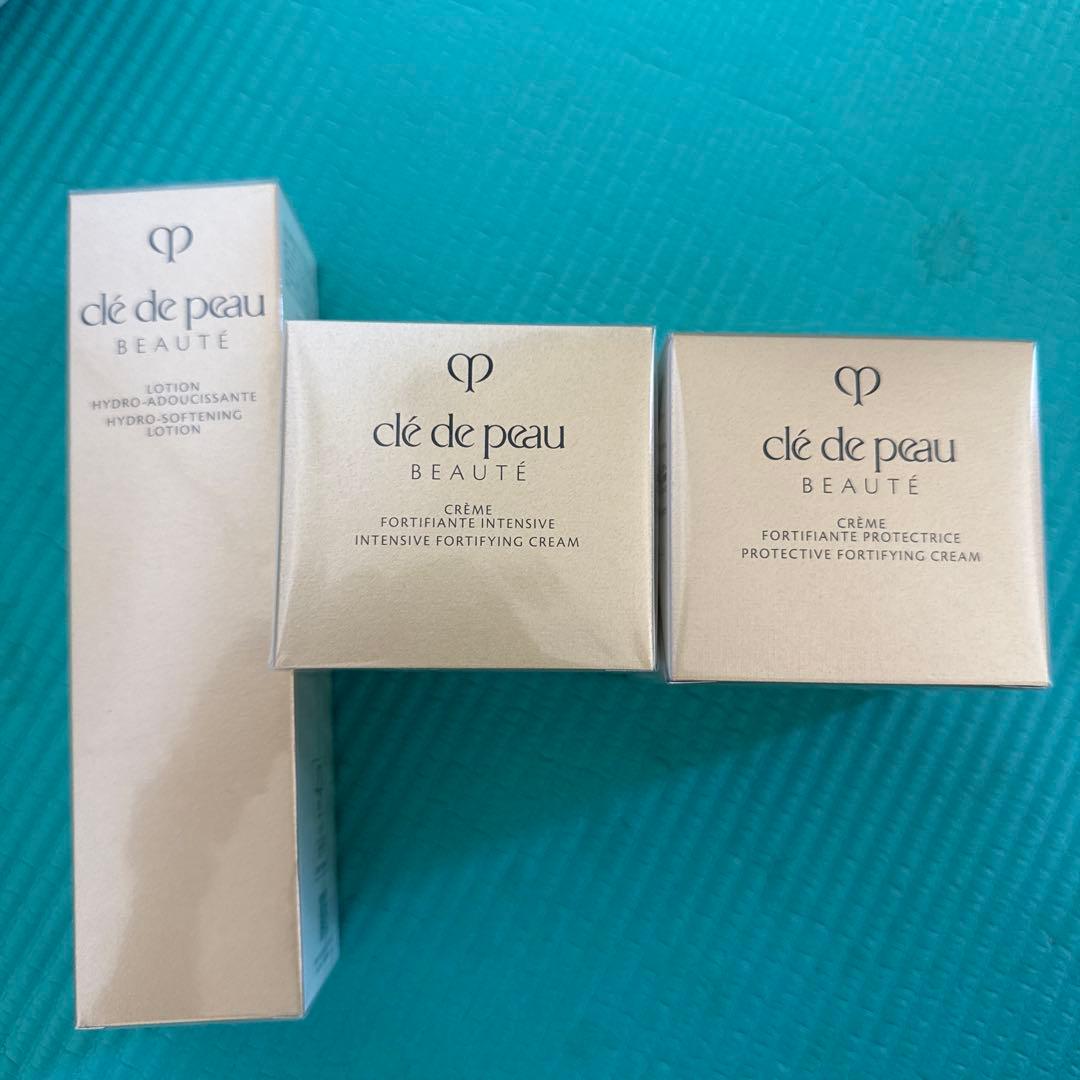 clé de peau
BEAUTÉ
LOTION
HYDRO-ADOUCISSANTE
HYDRO-SOFTENING
LOTION
clé de peau
BEAUTÉ
CRÈME
FORTIFIANTE INTENSIVE
INTENSIVE FORTIFYING CREAM
clé de peau
BEAUTÉ
CRÈME
FORTIFIANTE PROTECTRICE
PROTECTIVE FORTIFYING CREAM